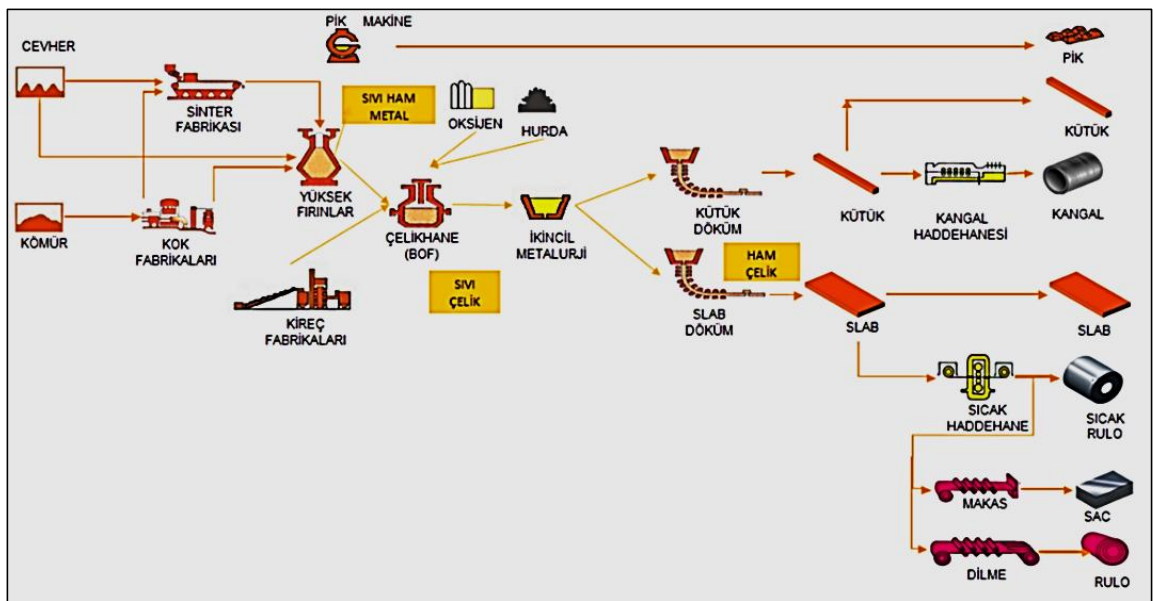 PİK MAKİNE
CEVHER
PİK
SİNTER
FABRİKASI
SIVI HAM
METAL
OKSİJEN
HURDA
KÜTÜK
YÜKSEK
FIRINLAR
KÖMÜR
KOK
FABRİKALARI
ÇELİKHANE
(BOF)
İKİNCİL
METALURJİ
KÜTÜK
DÖKÜM
KÜTÜK
KANGAL
HADDEHANESİ
KANGAL
KİREÇ
FABRİKALARI
SIVI
ÇELİK
HAM
ÇELİK
SLAB
DÖKÜM
SLAB
SLAB
SICAK
HADDEHANE
SICAK
RULO
MAKAS
SAC
DİLME
RULO